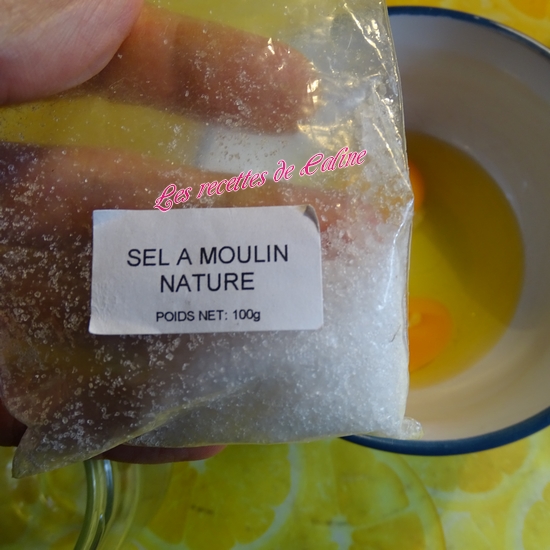 Les recettes de Caline
SEL A MOULIN
NATURE
POIDS NET: 100g